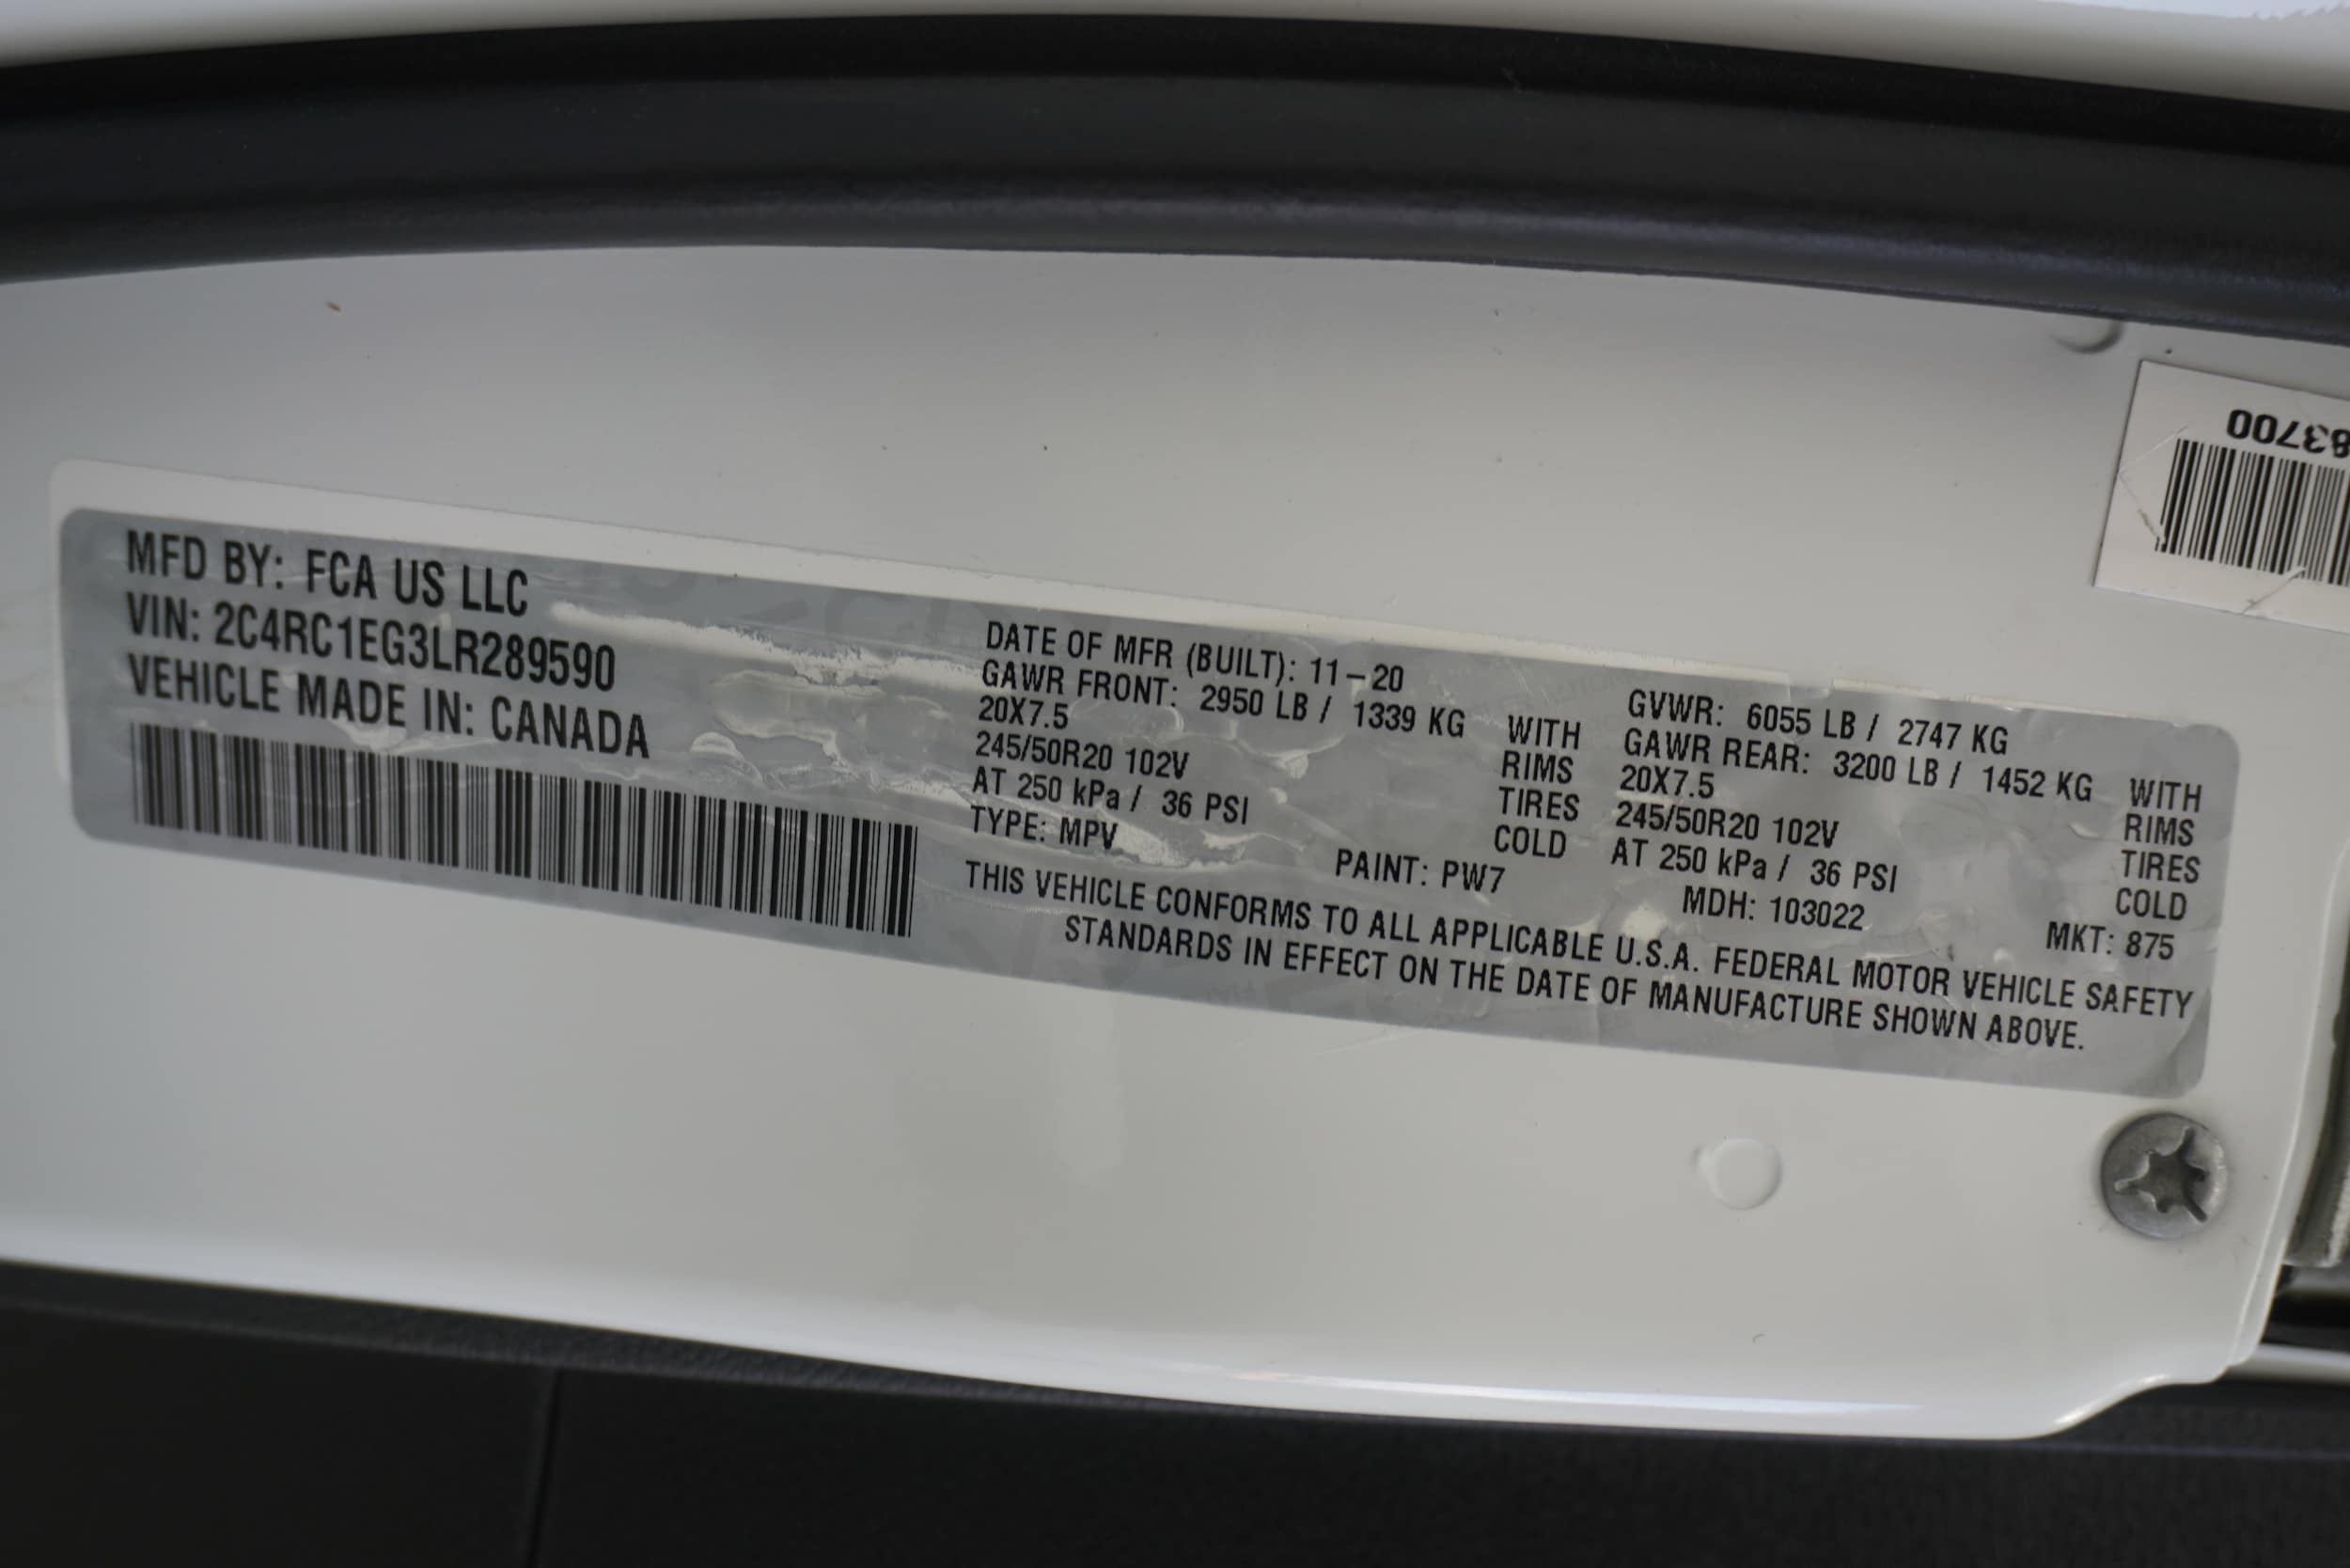 83700
MFD BY: FCA US LLC
VIN: 2C4RC1EG3LR289590
VEHICLE MADE IN: CANADA
DATE OF MFR (BUILT): 11-20 GVWR: 6055 LB / 2747 KG
GAWR FRONT: 2950 LB / 1339 KG WITH GAWR REAR: 3200 LB / 1452 KG WITH
20X7.5 RIMS 20X7.5 RIMS
245/50R20 102V TIRES 245/50R20 102V TIRES
AT 250 kPa / 36 PSI COLD AT 250 kPa / 36 PSI COLD
TYPE: MPV PAINT: PW7 MDH: 103022 MKT: 875
THIS VEHICLE CONFORMS TO ALL APPLICABLE U.S.A. FEDERAL MOTOR VEHICLE SAFETY
STANDARDS IN EFFECT ON THE DATE OF MANUFACTURE SHOWN ABOVE.